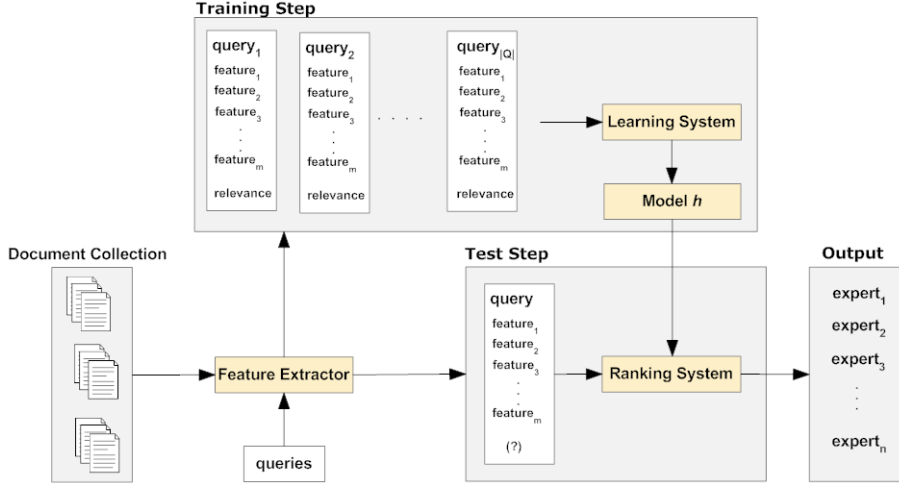 Training Step
query1
feature1
feature2
feature3
.
.
.
featurem
relevance
query2
feature1
feature2
feature3
.
.
.
featurem
relevance
. . . .
query|Q|
feature1
feature2
feature3
.
.
.
featurem
relevance
Learning System
Model h
Document Collection
Feature Extractor
queries
Test Step
query
feature1
feature2
feature3
.
.
.
featurem
(?)
Ranking System
Output
expert1
expert2
expert3
.
.
.
expertn